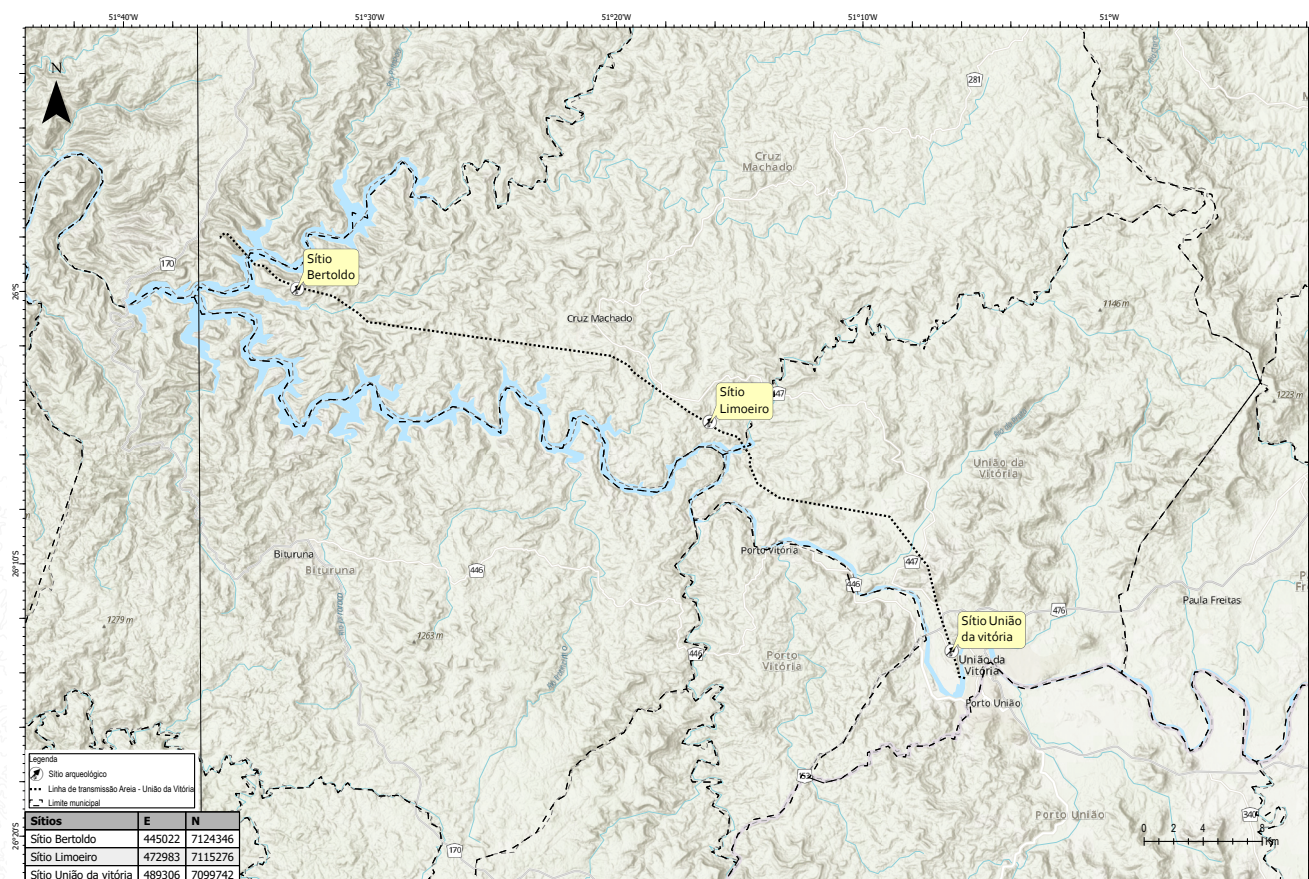 51°40'W 51°30'W 51°20'W 51°10'W 51°W
N
281
Cruz
Machado
Sítio
Bertoldo
170
26°S
1146 m
Cruz Machado
Sítio
Limoeiro
47
1223 m
União da
Vitória
Bituruna
Bituruna
Porto Vitória
446
447
446
26°10'S
476
Paula Freitas
1279 m
1263 m
Sítio União
da vitória
446
Porto
Vitória
União da
Vitória
Porto União
153
Legenda
Sítio arqueológico
Linha de transmissão Areia - União da Vitória
Limite municipal
Sítios E N
Sítio Bertoldo 445022 7124346
Sítio Limoeiro 472983 7115276
Sítio União da vitória 489306 7099742
26°20'S
170
Porto União
340
0 2 4 8
Km